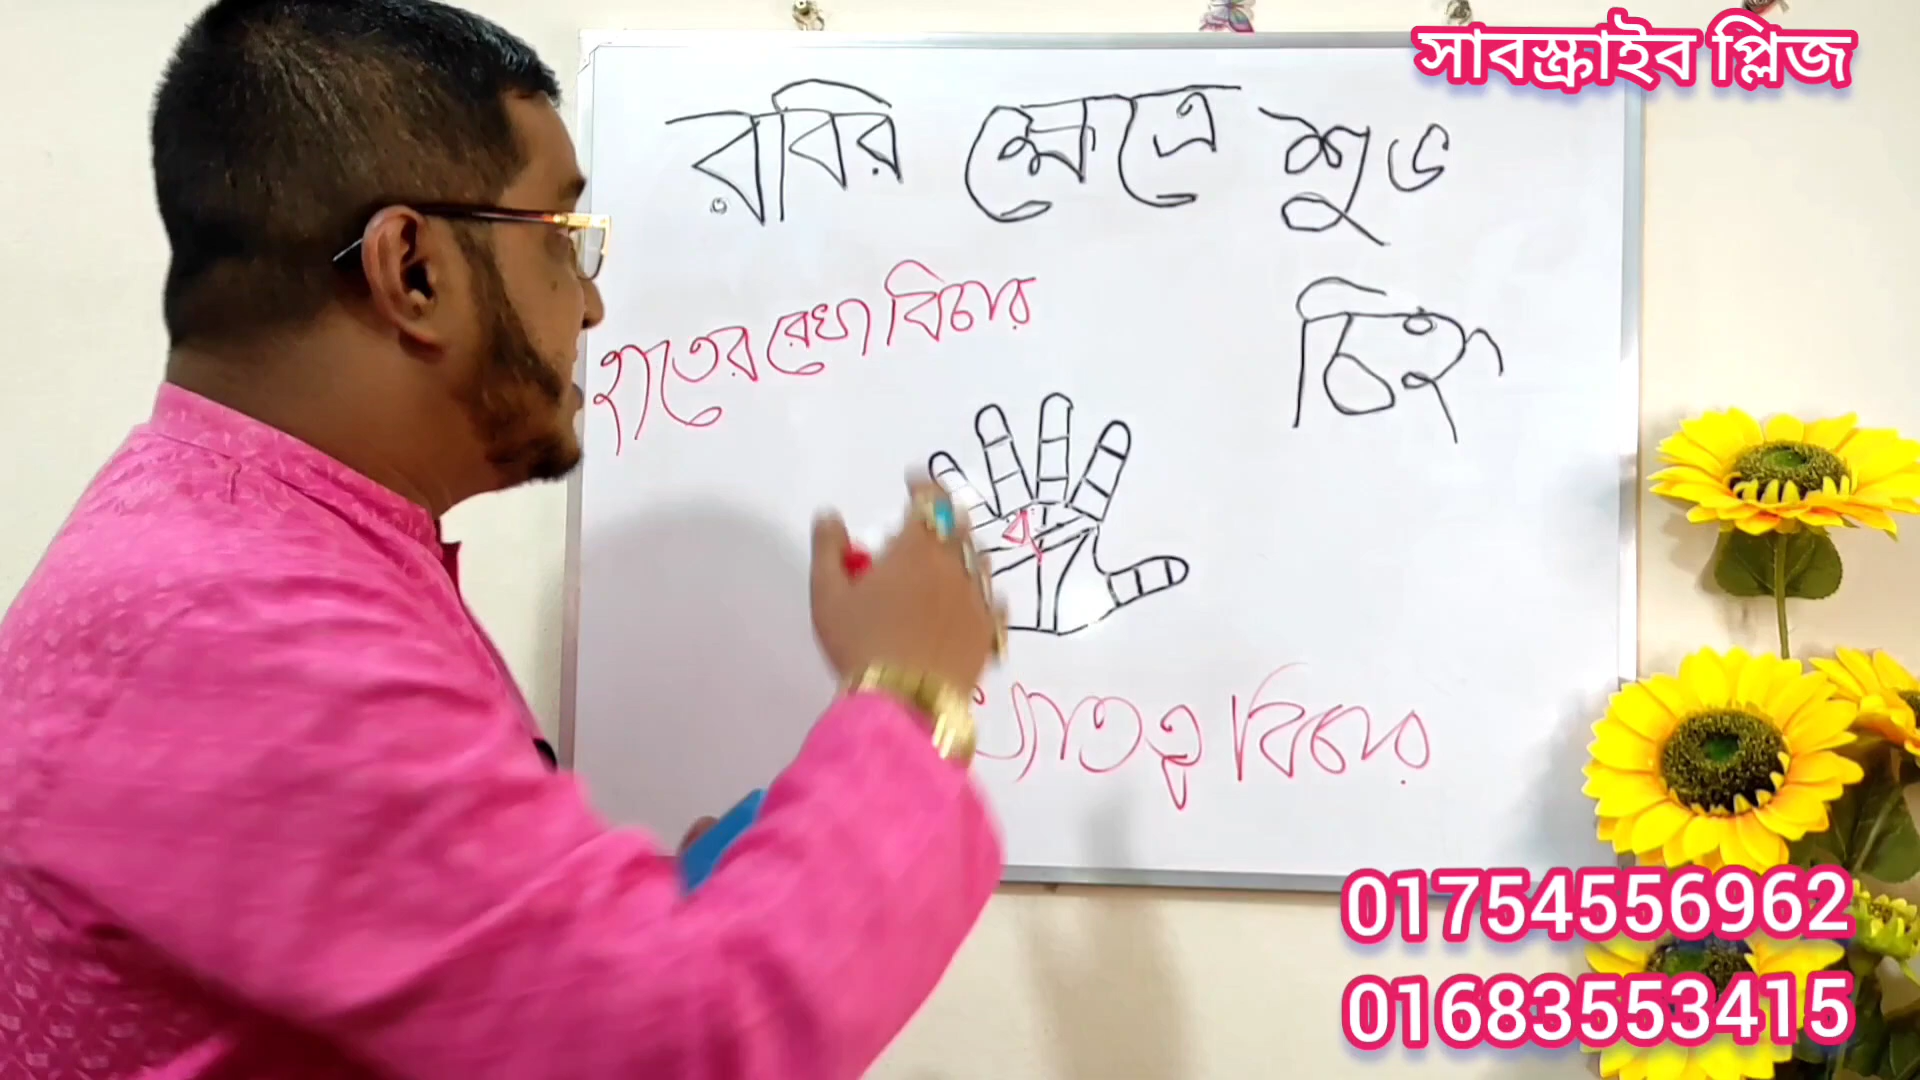 সাবস্ক্রাইব প্লিজ
রবির ক্ষেত্রে শুভ
চিহ্ন
হাতের রেখা বিচার
র
বিচার
01754556962
01683553415